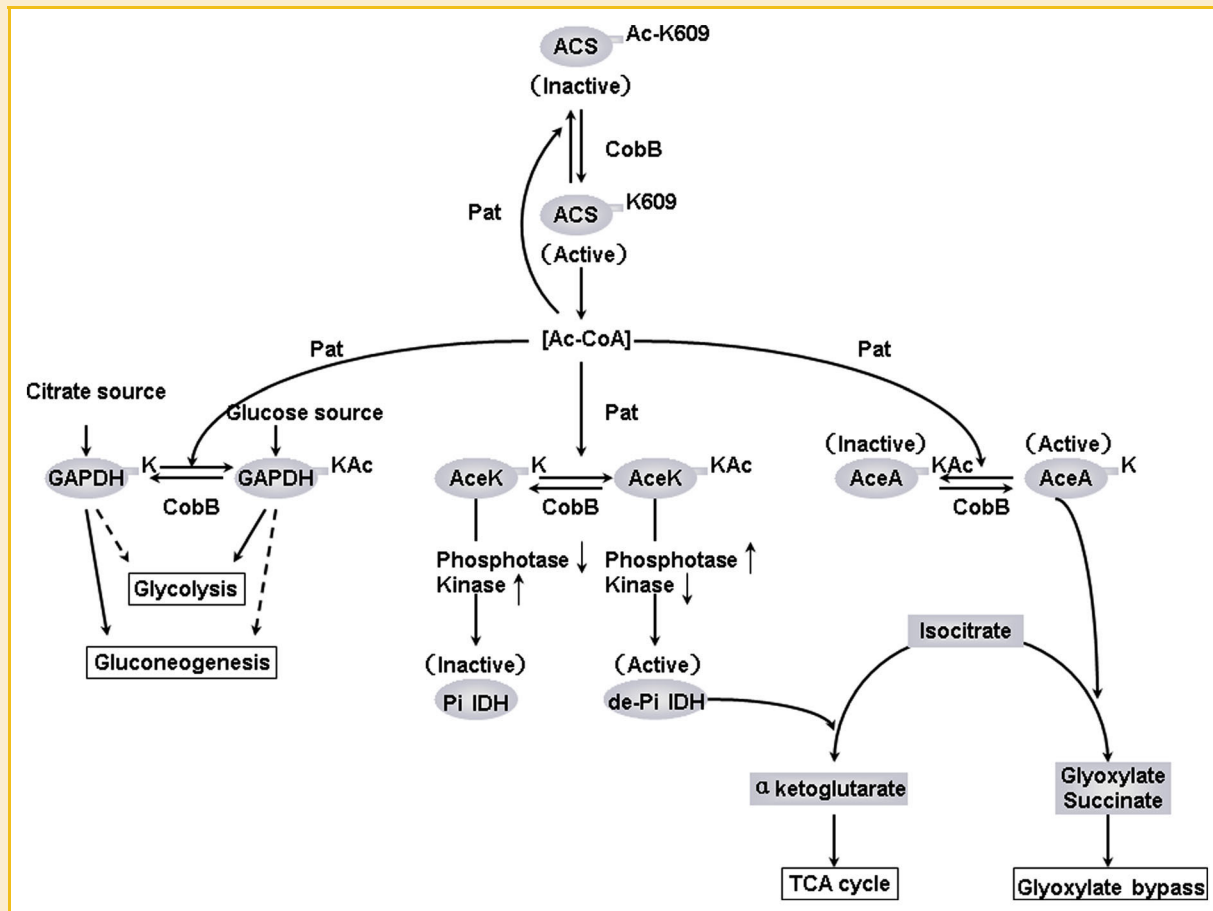 ACS
Ac-K609
(Inactive)
CobB
Pat
ACS
K609
(Active)
[Ac-CoA]
Pat
Pat
Pat
Citrate source
Glucose source
GAPDH
K
GAPDH
KAc
CobB
AceK
K
AceK
KAc
CobB
(Inactive)
AceA
KAc
(Active)
AceA
K
CobB
Glycolysis
Gluconeogenesis
Phosphotase ↓
Kinase ↑
Phosphotase ↑
Kinase ↓
(Inactive)
Pi IDH
(Active)
de-Pi IDH
Isocitrate
α ketoglutarate
Glyoxylate
Succinate
TCA cycle
Glyoxylate bypass